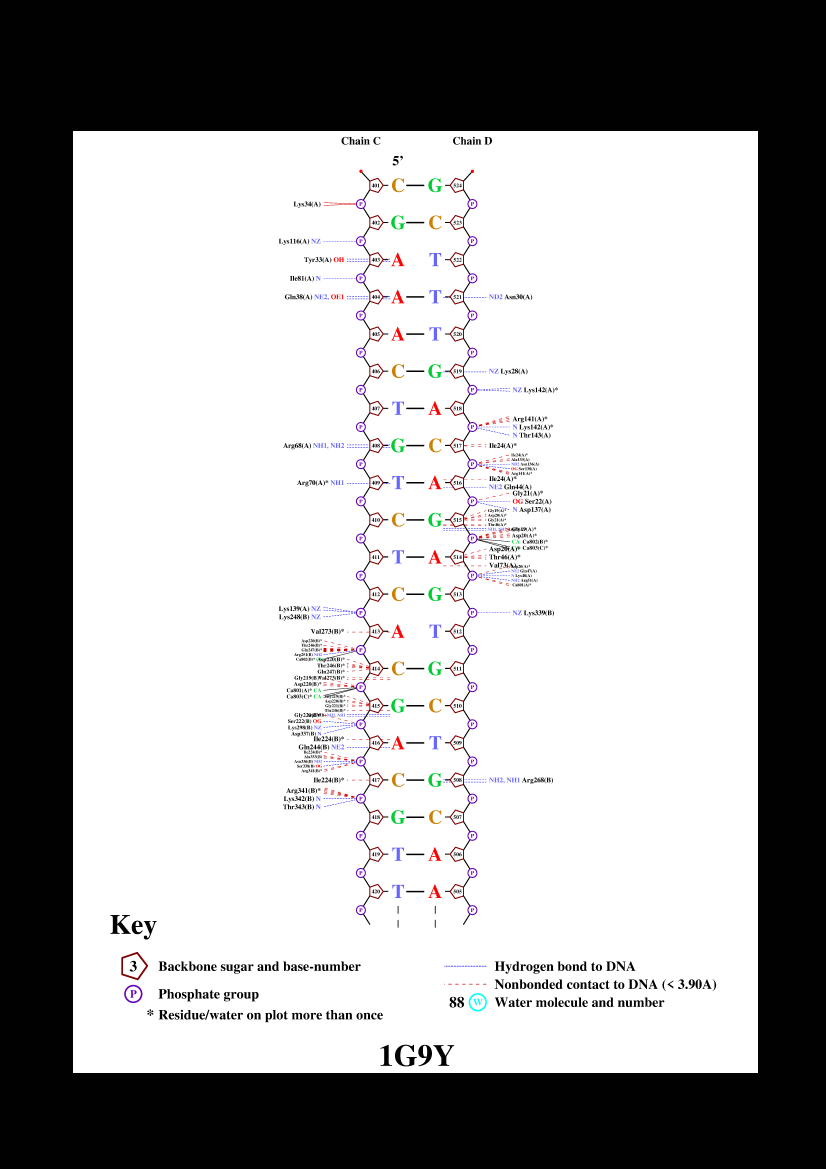 Chain C Chain D
5'
401 C G 524
Lys34(A) P P
402 G C 523
Lys116(A) NZ P P
Tyr33(A) OH 403 A T 522
Ile81(A) N P P
Gln38(A) NE2, OE1 404 A T 521 ND2 Asn30(A)
P P
405 A T 520
P P
406 C G 519 NZ Lys28(A)
P P NZ Lys142(A)*
407 T A 518
Arg141(A)*
P P N Lys142(A)*
N Thr143(A)
Arg68(A) NH1, NH2 408 G C 517 Ile24(A)*
Ile24(A)*
P P
Ile24(A)*
Arg70(A)* NH1 409 T A 516 NE2 Gln44(A)
Gly21(A)*
P P OG Ser22(A)
N Asp137(A)
410 C G 515
Asp20(A)*
P P CA Ca802(B)*
Ca803(C)*
Asp20(A)*
411 T A 514 Thr46(A)*
Val73(A)
P P
412 C G 513
Lys139(A) NZ P P NZ Lys339(B)
Lys248(B) NZ
Val273(B)* 413 A T 512
P P
Asp220(B)*
Thr246(B)* 414 C G 511
Gln247(B)*
Asp220(B)*
Ca801(A)* CA P P
Ca803(C)* CA
415 G C 510
Ser222(B) OG
Lys298(B) NZ P P
Asp337(B) N
Ile224(B)* 416 A T 509
Gln244(B) NE2
P P
Ile224(B)* 417 C G 508 NH2, NH1 Arg268(B)
Arg341(B)*
Lys342(B) N P P
Thr343(B) N
418 G C 507
P P
419 T A 506
P P
420 T A 505
P P
Key
3 Backbone sugar and base-number
P Phosphate group
* Residue/water on plot more than once
Hydrogen bond to DNA
Nonbonded contact to DNA (< 3.90A)
88 W Water molecule and number
1G9Y